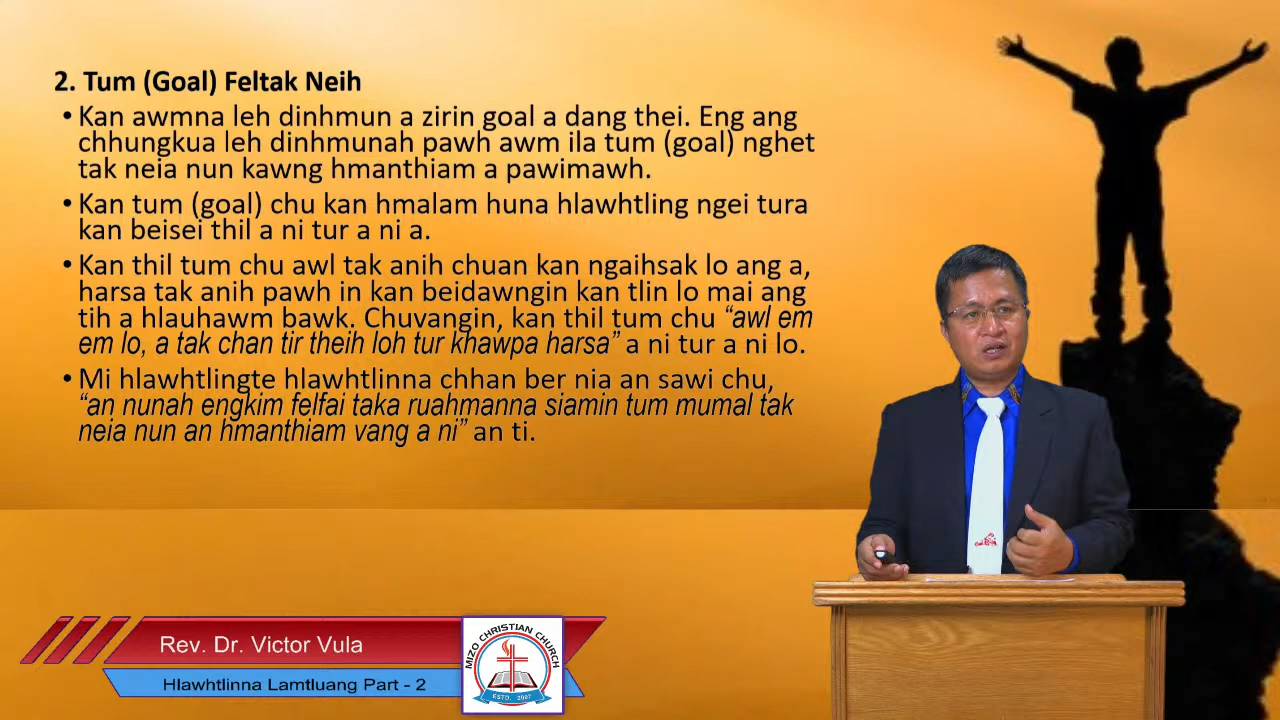 2. Tum (Goal) Feltak Neih
• Kan awmna leh dinhmun a zirin goal a dang thei. Eng ang
chhungkua leh dinhmunah pawh awm ila tum (goal) nghet
tak neia nun kawng hmanthiam a pawimawh.
• Kan tum (goal) chu kan hmalam huna hlawhtling ngei tura
kan beisei thil a ni tur a ni a.
• Kan thil tum chu awl tak anih chuan kan ngaihsak lo ang a,
harsa tak anih pawh in kan beidawngin kan tlin lo mai ang
tih a hlauhawm bawk. Chuvangin, kan thil tum chu “awl em
em lo, a tak chan tir theih loh tur khawpa harsa” a ni tur a ni lo.
• Mi hlawhtlingte hlawhtlinna chhan ber nia an sawi chu,
“an nunah engkim felfai taka ruahmanna siamin tum mumal tak
neia nun an hmanthiam vang a ni” an ti.
Rev. Dr. Victor Vula
Hlawhtlinna Lamtluang Part - 2
MIZO CHRISTIAN CHURCH
ESTD. 2007